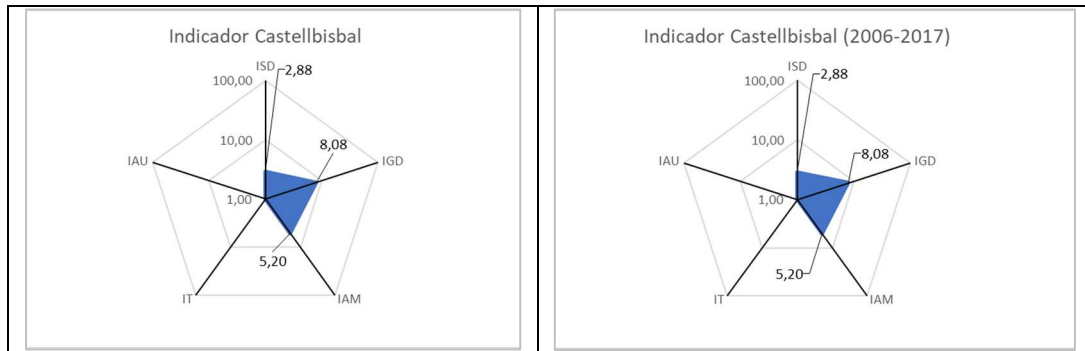 Indicador Castellbisbal
ISD
100,00
2,88
10,00
8,08
IAU
IGD
1,00
5,20
IT
IAM
Indicador Castellbisbal (2006-2017)
ISD
100,00
2,88
10,00
8,08
IAU
IGD
1,00
5,20
IT
IAM